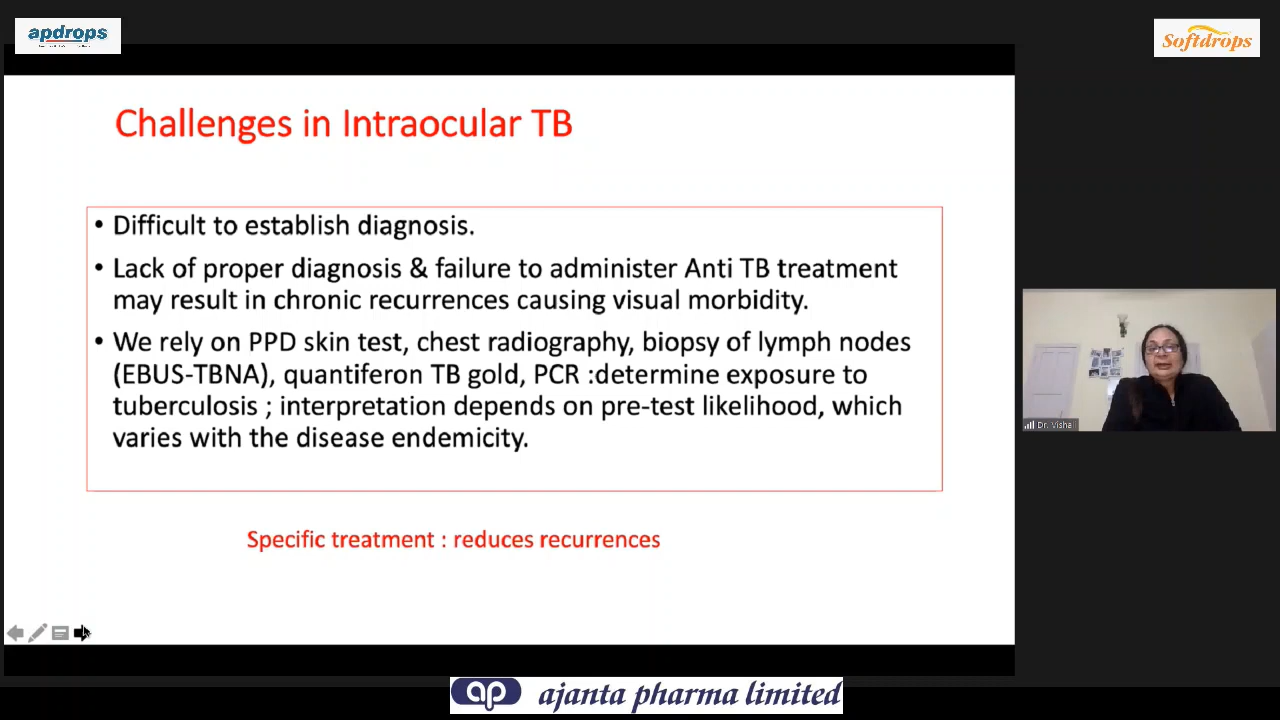 apdrops
Softdrops
Challenges in Intraocular TB
• Difficult to establish diagnosis.
• Lack of proper diagnosis & failure to administer Anti TB treatment
may result in chronic recurrences causing visual morbidity.
• We rely on PPD skin test, chest radiography, biopsy of lymph nodes
(EBUS-TBNA), quantiferon TB gold, PCR :determine exposure to
tuberculosis ; interpretation depends on pre-test likelihood, which
varies with the disease endemicity.
Specific treatment : reduces recurrences
Dr. Vishal
ap ajanta pharma limited